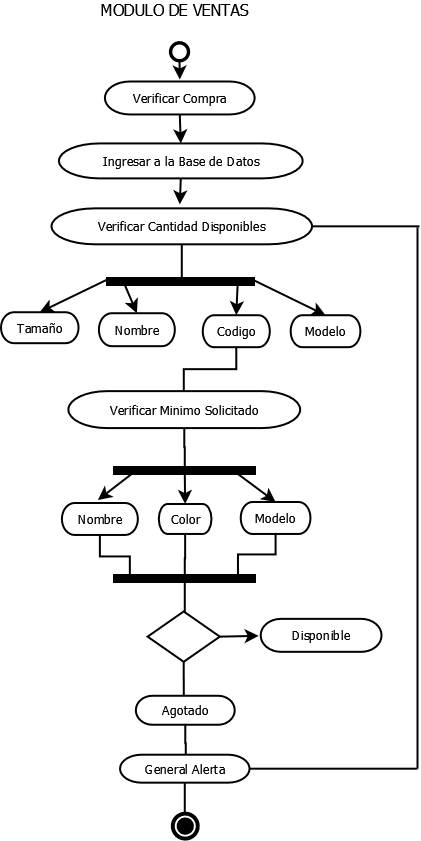 MODULO DE VENTAS
Verificar Compra
Ingresar a la Base de Datos
Verificar Cantidad Disponibles
Tamaño
Nombre
Codigo
Modelo
Verificar Minimo Solicitado
Nombre
Color
Modelo
Disponible
Agotado
General Alerta